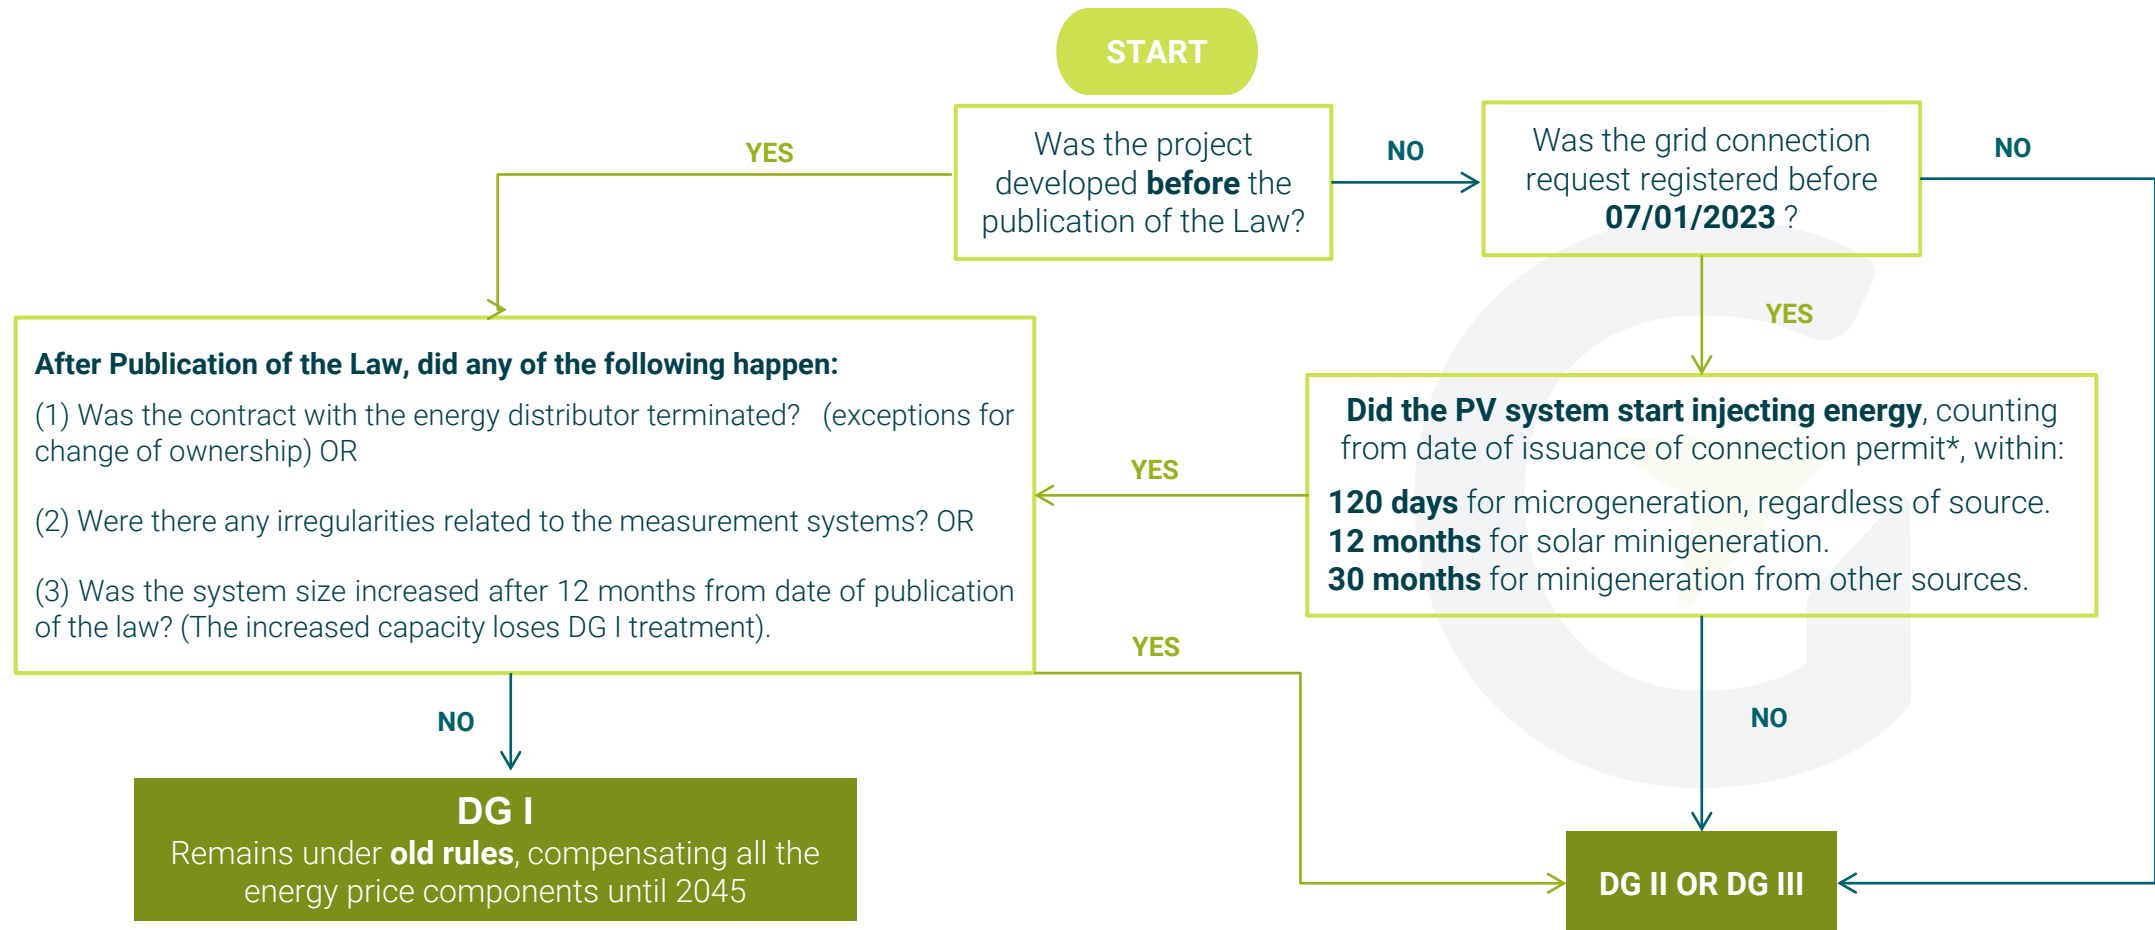 START
Was the project
developed before the
publication of the Law?
YES
NO
Was the grid connection
request registered before
07/01/2023 ?
NO
YES
After Publication of the Law, did any of the following happen:
(1) Was the contract with the energy distributor terminated? (exceptions for
change of ownership) OR
(2) Were there any irregularities related to the measurement systems? OR
(3) Was the system size increased after 12 months from date of publication
of the law? (The increased capacity loses DG I treatment).
Did the PV system start injecting energy, counting
from date of issuance of connection permit*, within:
120 days for microgeneration, regardless of source.
12 months for solar minigeneration.
30 months for minigeneration from other sources.
YES
YES
NO
NO
DG I
Remains under old rules, compensating all the
energy price components until 2045
DG II OR DG III